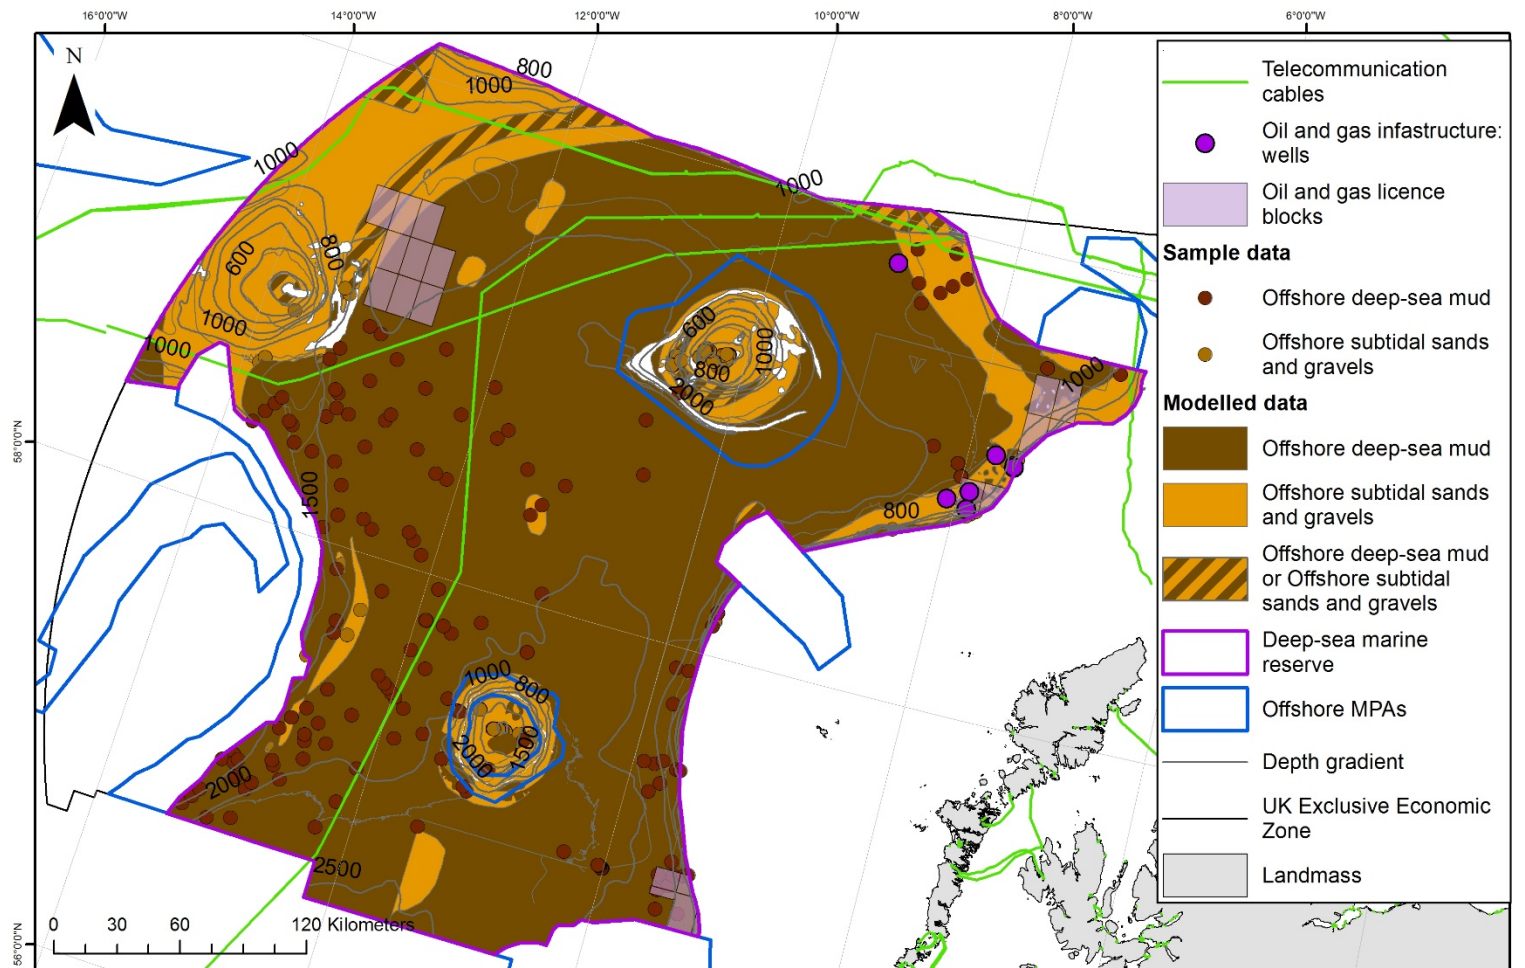 16°0'0"W
14°0'0"W
12°0'0"W
10°0'0"W
8°0'0"W
6°0'0"W
N
800
1000
1000
1000
600
800
1000
1000
600
1000
800
2000
1000
58°0'0"N
1500
800
1000
800
2000
1500
2000
2500
0 30 60 120 Kilometers
56°0'0"N
Telecommunication
cables
Oil and gas infastructure:
wells
Oil and gas licence
blocks
Sample data
Offshore deep-sea mud
Offshore subtidal sands
and gravels
Modelled data
Offshore deep-sea mud
Offshore subtidal sands
and gravels
Offshore deep-sea mud
or Offshore subtidal
sands and gravels
Deep-sea marine
reserve
Offshore MPAs
Depth gradient
UK Exclusive Economic
Zone
Landmass